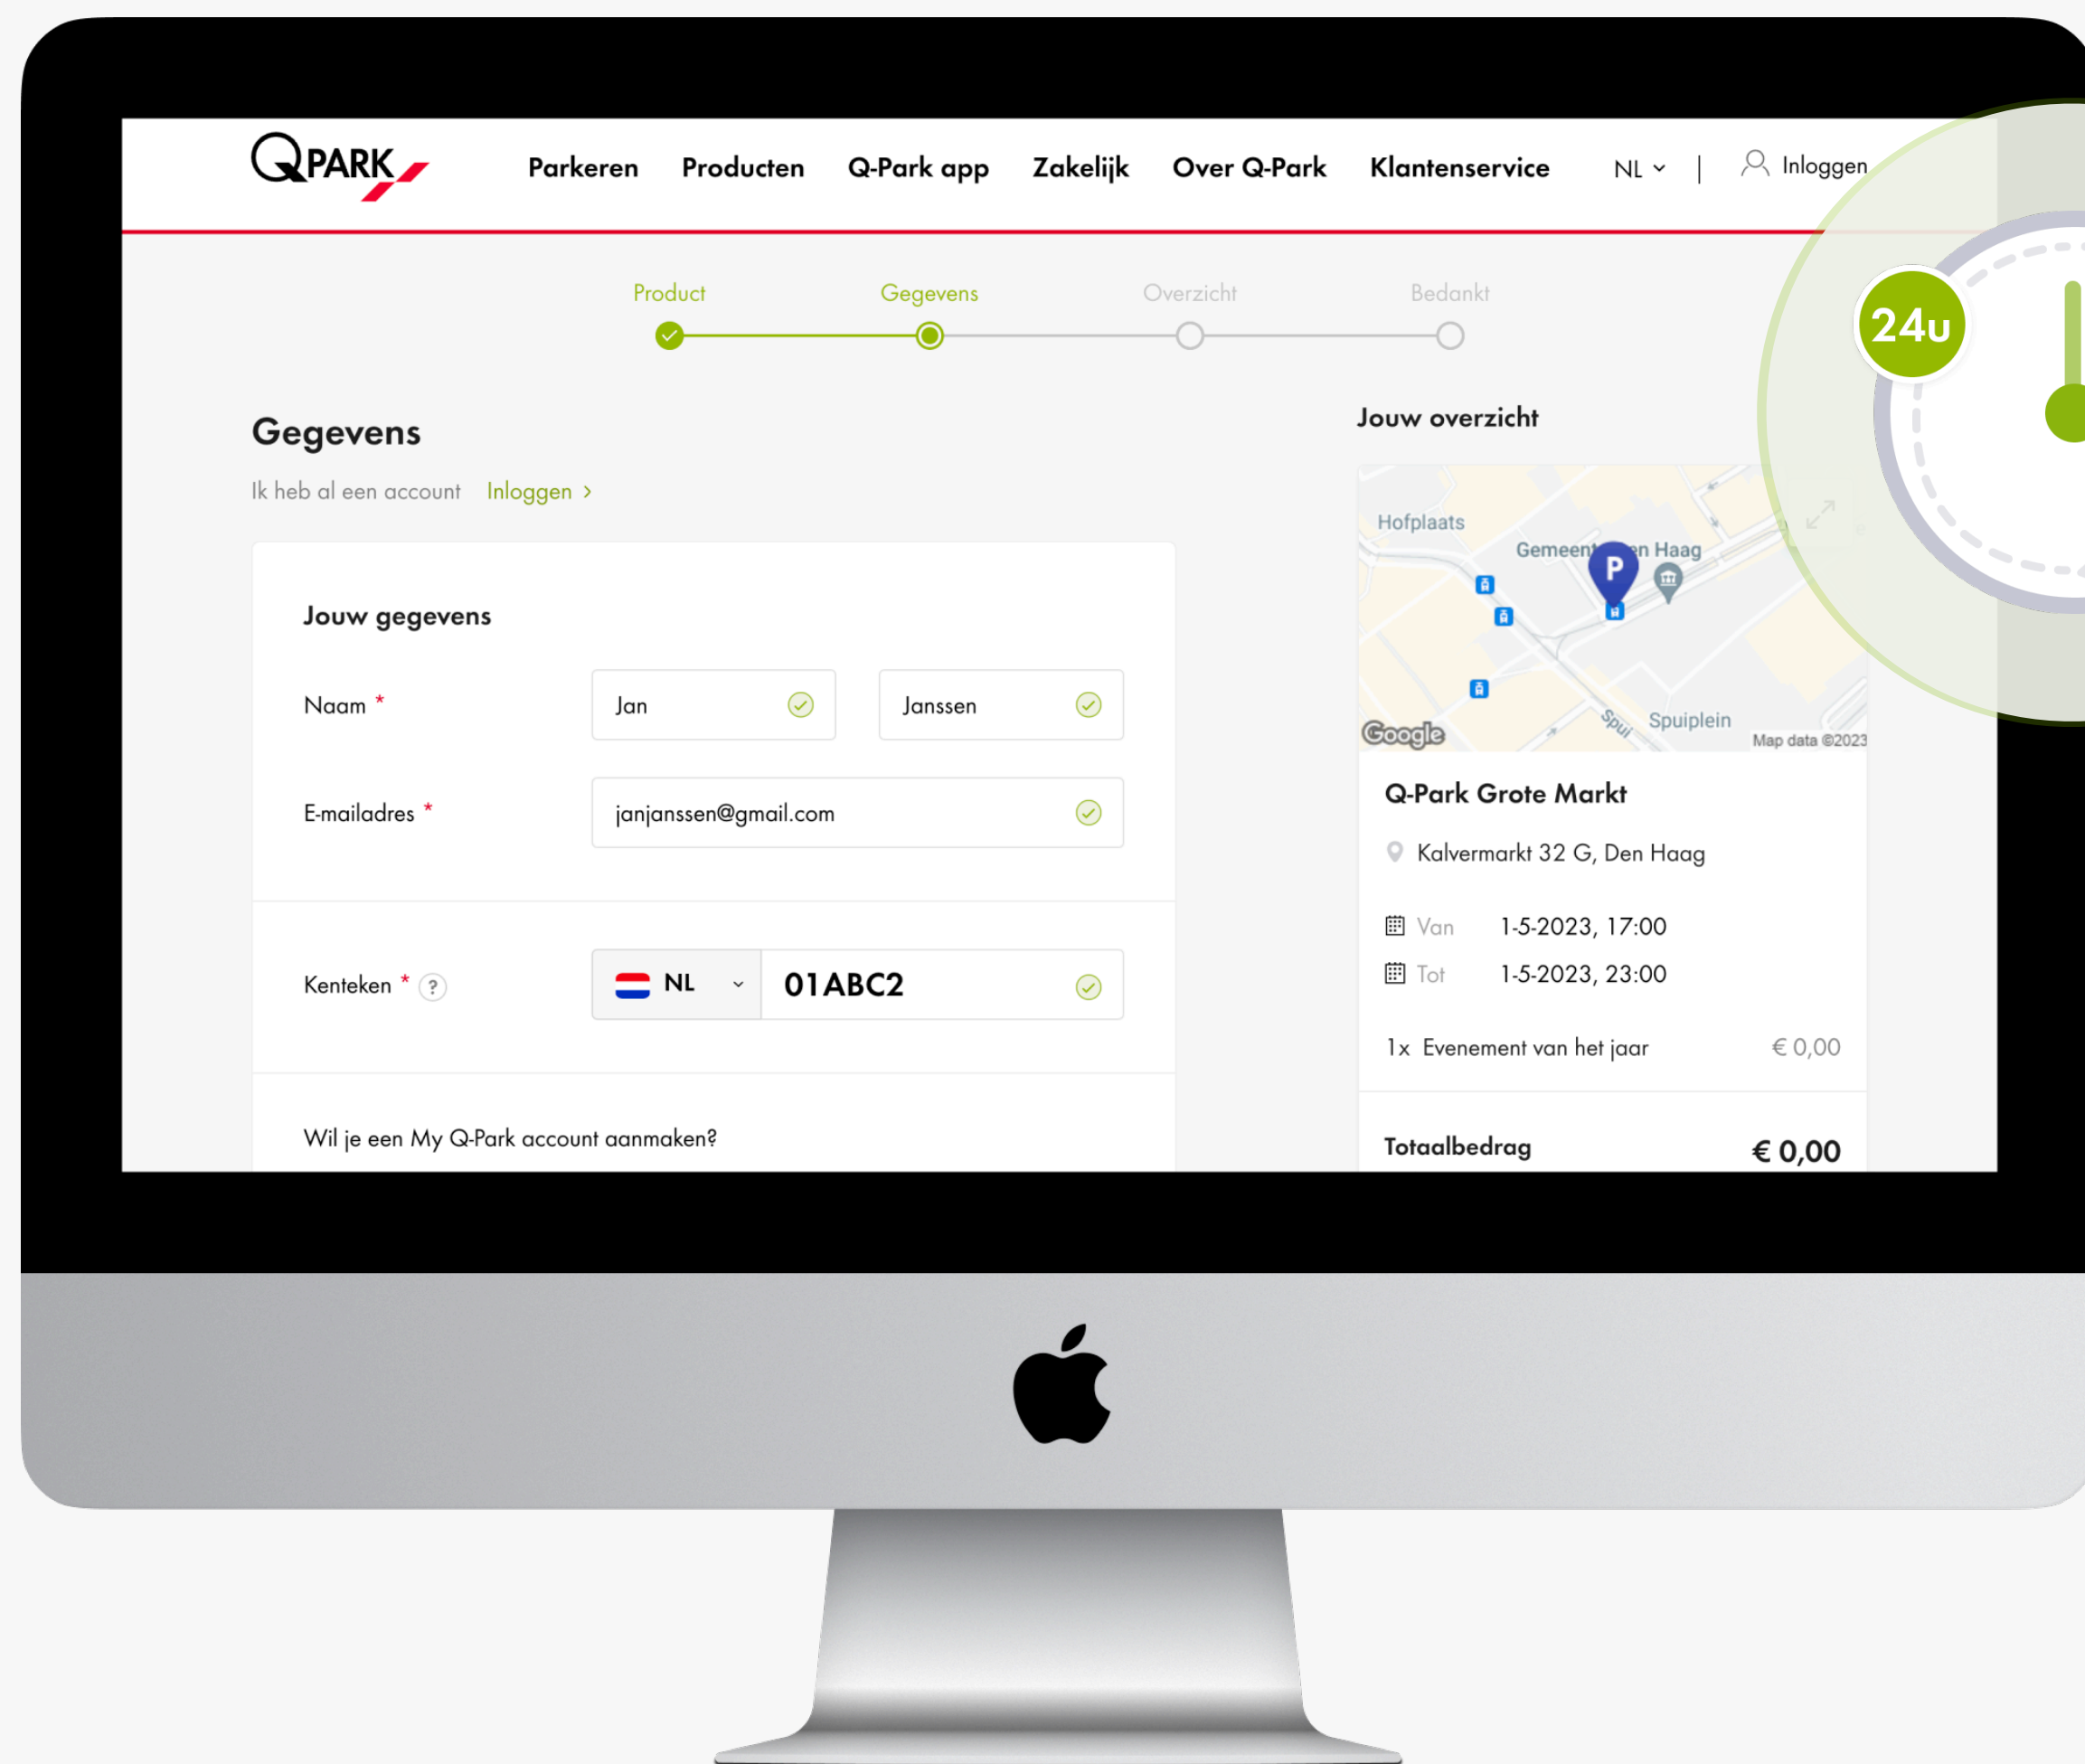 QPARK
Parkeren Producten Q-Park app Zakelijk Over Q-Park Klantenservice NL Inloggen
24u
Product Gegevens Overzicht Bedankt
Gegevens
Ik heb al een account Inloggen >
Jouw gegevens
Naam * Jan Janssen
E-mailadres * janjanssen@gmail.com
Kenteken * ? NL 01ABC2
Wil je een My Q-Park account aanmaken?
Jouw overzicht
Hofplaats
P
Spui
Spuiplein
Google
Map data ©2023
Q-Park Grote Markt
Kalvermarkt 32 G, Den Haag
Van 1-5-2023, 17:00
Tot 1-5-2023, 23:00
1x Evenement van het jaar € 0,00
Totaalbedrag € 0,00